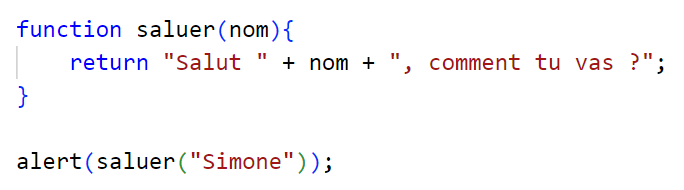 function saluer(nom){
    return "Salut " + nom + ", comment tu vas ?";
}
alert(saluer("Simone"));